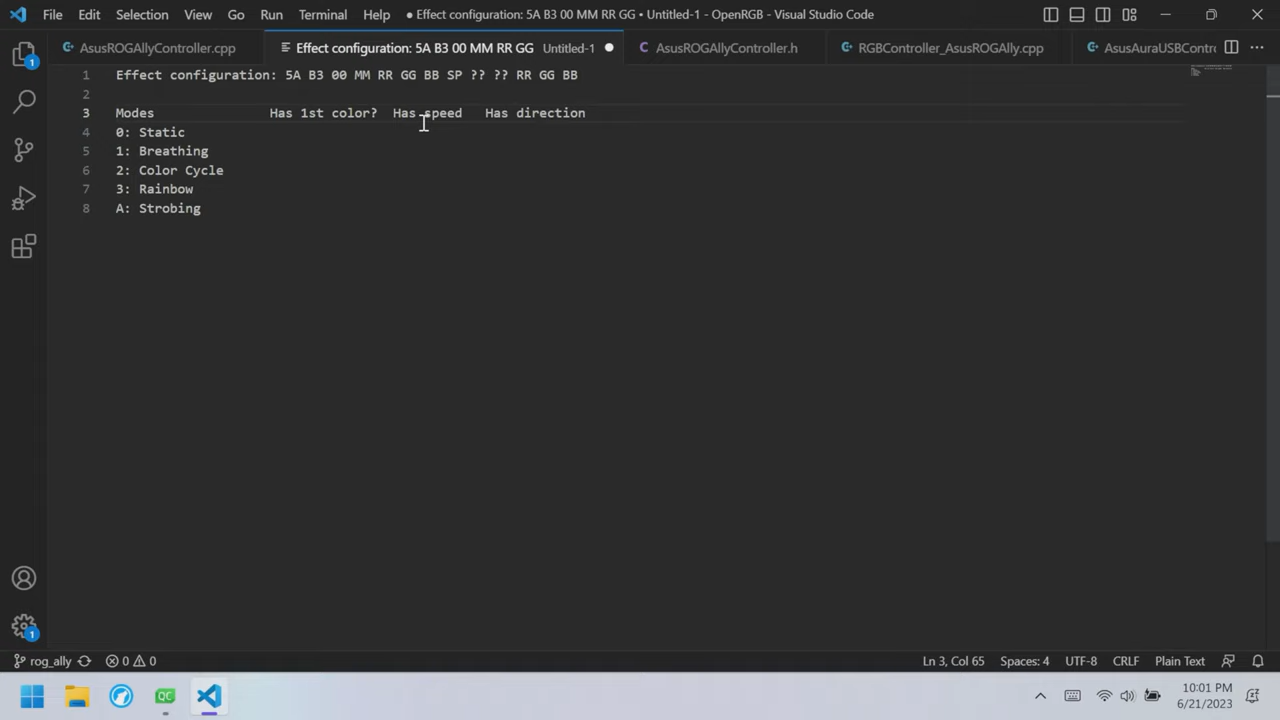 File Edit Selection View Go Run Terminal Help ● Effect configuration: 5A B3 00 MM RR GG • Untitled-1 - OpenRGB - Visual Studio Code
AsusROGAllyController.cpp Effect configuration: 5A B3 00 MM RR GG Untitled-1 C AsusROGAllyController.h RGBController_AsusROGAlly.cpp AsusAuraUSBContr
1 Effect configuration: 5A B3 00 MM RR GG BB SP ?? ?? RR GG BB
2
3 Modes Has 1st color? Has speed Has direction
4 0: Static
5 1: Breathing
6 2: Color Cycle
7 3: Rainbow
8 A: Strobing
1
1
rog_ally 0 0 Ln 3, Col 65 Spaces: 4 UTF-8 CRLF Plain Text
QC 10:01 PM
6/21/2023